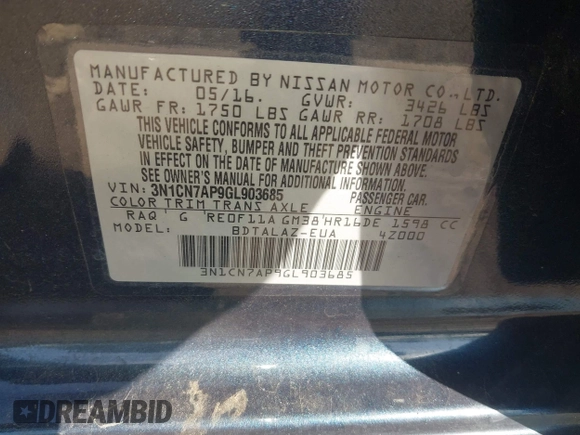 MANUFACTURED BY NISSAN MOTOR CO.,LTD.
DATE: 05/16. GVWR: 3426 LBS
GAWR FR: 1750 LBS GAWR RR: 1708 LBS
THIS VEHICLE CONFORMS TO ALL APPLICABLE FEDERAL MOTOR
VEHICLE SAFETY, BUMPER AND THEFT PREVENTION STANDARDS
IN EFFECT ON THE DATE OF MANUFACTURE SHOWN ABOVE.
SEE OWNER'S MANUAL FOR ADDITIONAL INFORMATION.
VIN: 3N1CN7AP9GL903685 PASSENGER CAR.
COLOR TRIM TRANS AXLE ENGINE
RAQ G RE0F11A GM38 HR16DE 1598 CC
MODEL: BDTALAZ-EUA 4Z000
3N1CN7AP9GL903685
DREAMBID